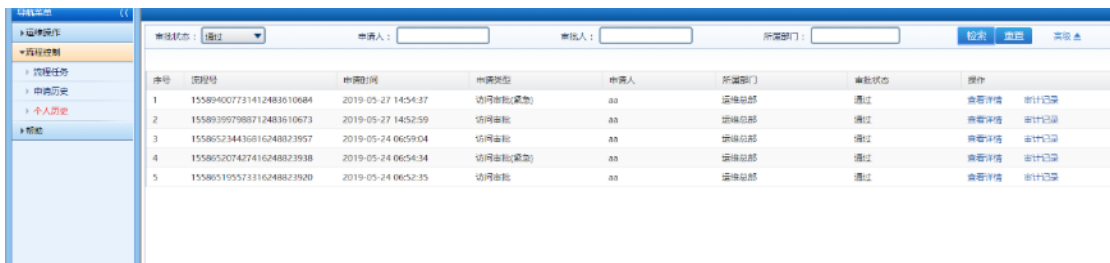 导航菜单
运维操作
流程控制
流程任务
申请历史
个人历史
帮助
审批状态： 通过 申请人： 审批人： 所属部门： 检索 重置 高级
序号 流程号 申请时间 申请类型 申请人 所属部门 审批状态 操作
1 1558940077314124836​10684 2019-05-27 14:54:37 访问审批(紧急) aa 运维总部 通过 查看详情 审计记录
2 1558939979887124836​10673 2019-05-27 14:52:59 访问审批 aa 运维总部 通过 查看详情 审计记录
3 1558652344368162488​23957 2019-05-24 06:59:04 访问审批 aa 运维总部 通过 查看详情 审计记录
4 1558652074274162488​23938 2019-05-24 06:54:34 访问审批(紧急) aa 运维总部 通过 查看详情 审计记录
5 1558651955733162488​23920 2019-05-24 06:52:35 访问审批 aa 运维总部 通过 查看详情 审计记录